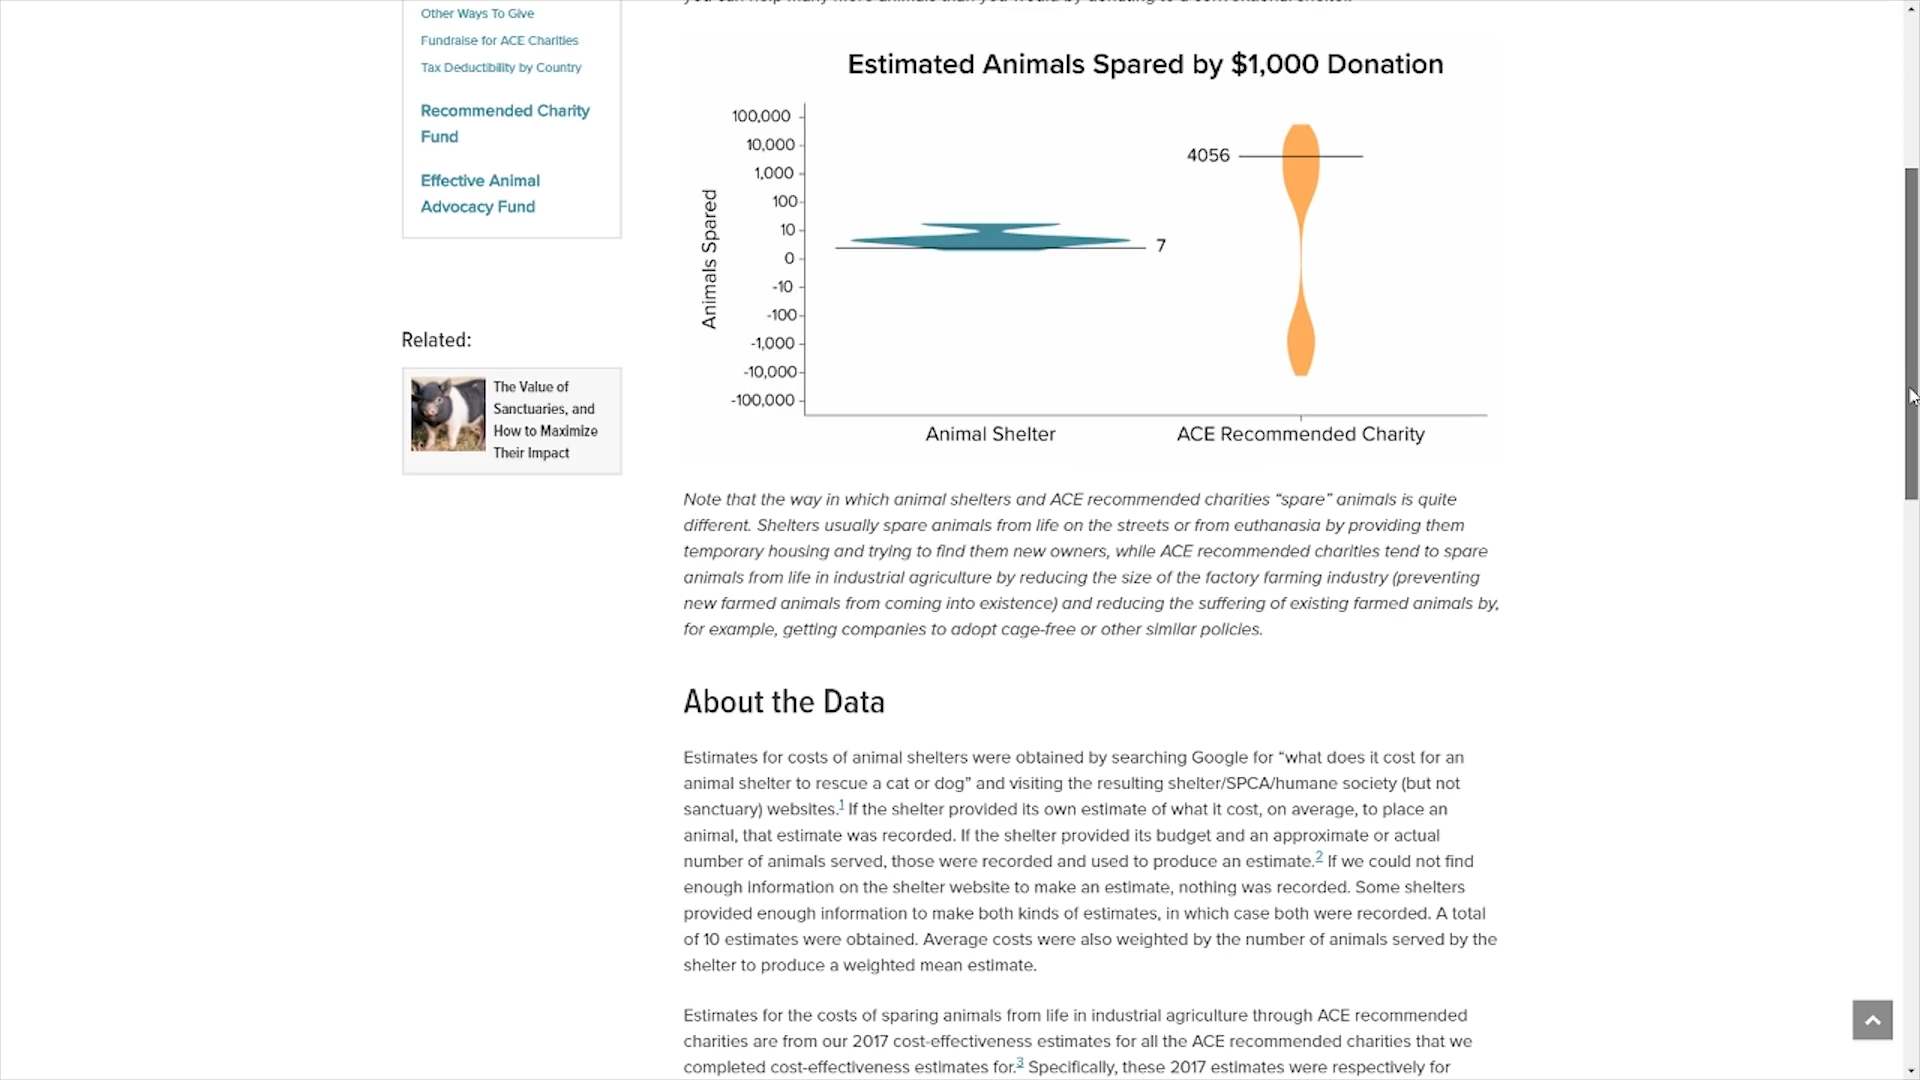 Other Ways To Give
Fundraise for ACE Charities
Tax Deductibility by Country
Recommended Charity
Fund
Effective Animal
Advocacy Fund
Related:
The Value of
Sanctuaries, and
How to Maximize
Their Impact
you can help many more animals than you would by donating to a conventional shelter.
Estimated Animals Spared by $1,000 Donation
Animals Spared
100,000
10,000
1,000
100
10
0
-10
-100
-1,000
-10,000
-100,000
7
4056
Animal Shelter
ACE Recommended Charity
Note that the way in which animal shelters and ACE recommended charities “spare” animals is quite
different. Shelters usually spare animals from life on the streets or from euthanasia by providing them
temporary housing and trying to find them new owners, while ACE recommended charities tend to spare
animals from life in industrial agriculture by reducing the size of the factory farming industry (preventing
new farmed animals from coming into existence) and reducing the suffering of existing farmed animals by,
for example, getting companies to adopt cage-free or other similar policies.
About the Data
Estimates for costs of animal shelters were obtained by searching Google for “what does it cost for an
animal shelter to rescue a cat or dog” and visiting the resulting shelter/SPCA/humane society (but not
sanctuary) websites.1 If the shelter provided its own estimate of what it cost, on average, to place an
animal, that estimate was recorded. If the shelter provided its budget and an approximate or actual
number of animals served, those were recorded and used to produce an estimate.2 If we could not find
enough information on the shelter website to make an estimate, nothing was recorded. Some shelters
provided enough information to make both kinds of estimates, in which case both were recorded. A total
of 10 estimates were obtained. Average costs were also weighted by the number of animals served by the
shelter to produce a weighted mean estimate.
Estimates for the costs of sparing animals from life in industrial agriculture through ACE recommended
charities are from our 2017 cost-effectiveness estimates for all the ACE recommended charities that we
completed cost-effectiveness estimates for.3 Specifically, these 2017 estimates were respectively for